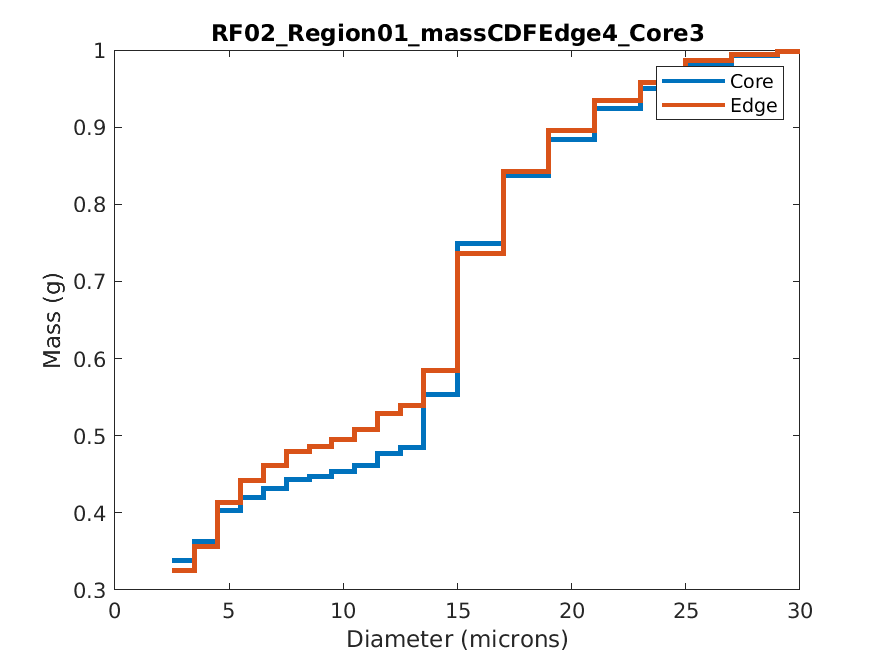 RF02_Region01_massCDFEdge4_Core3
1
0.9
0.8
0.7
0.6
0.5
0.4
0.3
Mass (g)
Core
Edge
0 5 10 15 20 25 30
Diameter (microns)